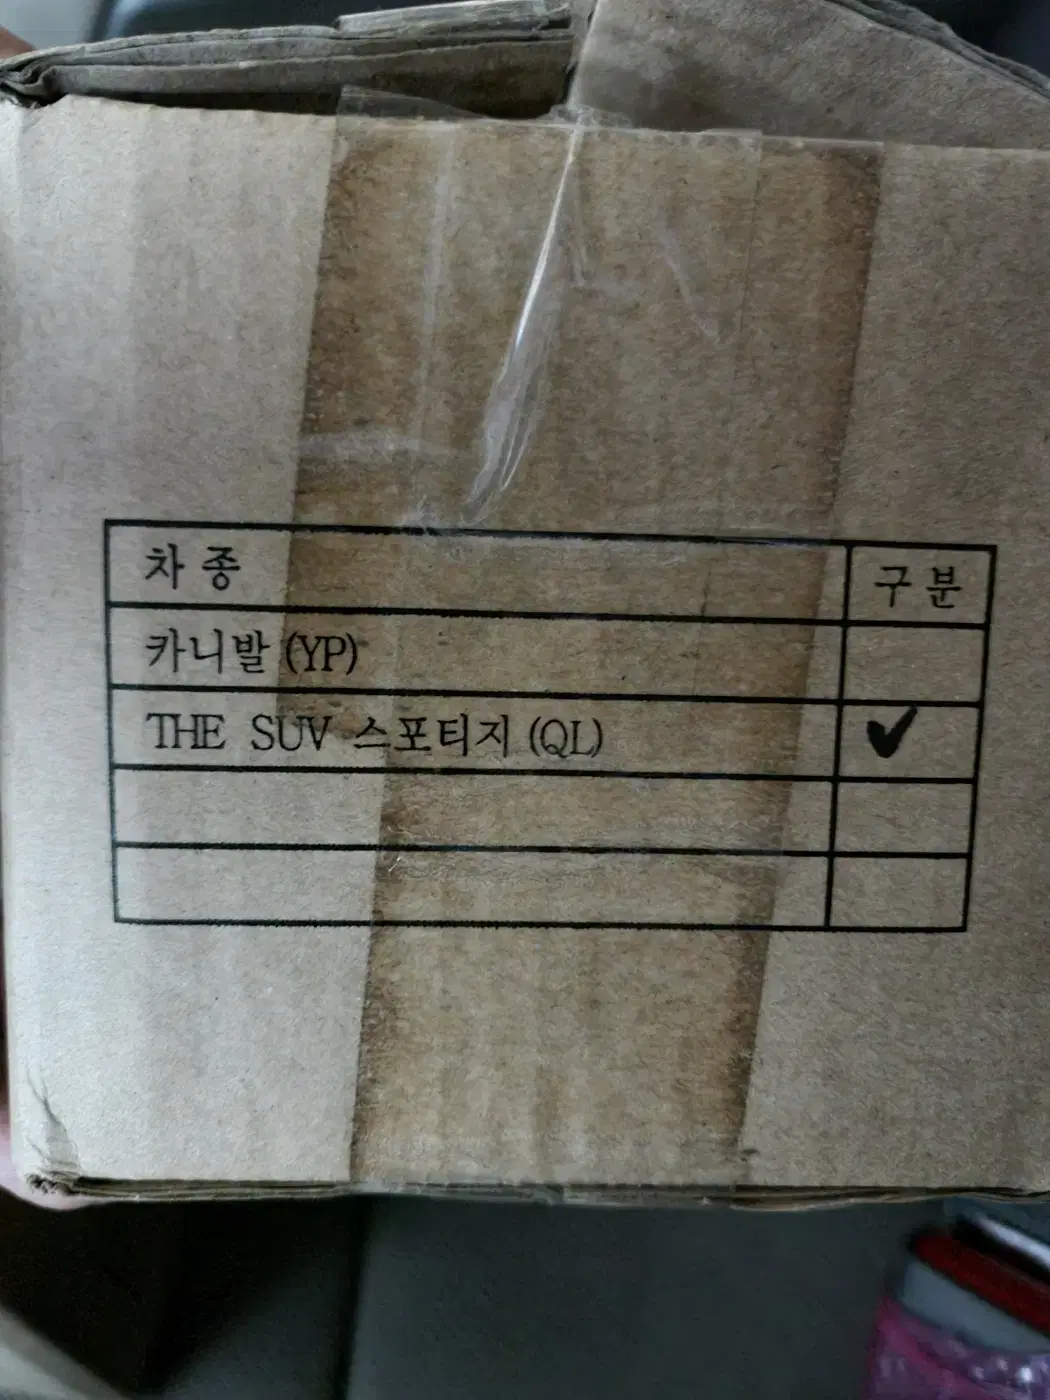 차 종 구 분
카니발 (YP)
THE SUV 스포티지 (QL) ✔